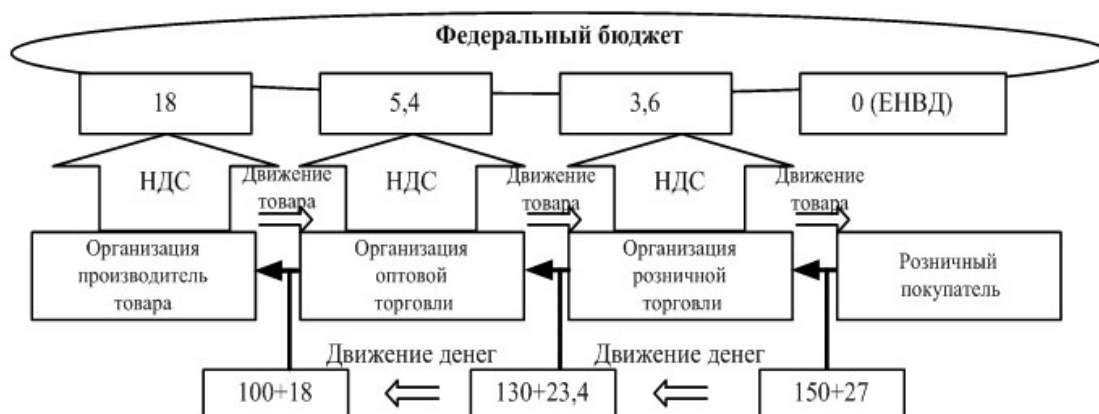 Федеральный бюджет
18
5,4
3,6
0 (ЕНВД)
НДС
Движение
товара
НДС
Движение
товара
НДС
Движение
товара
Организация
производитель
товара
Организация
оптовой
торговли
Организация
розничной
торговли
Розничный
покупатель
Движение денег
Движение денег
100+18
130+23,4
150+27